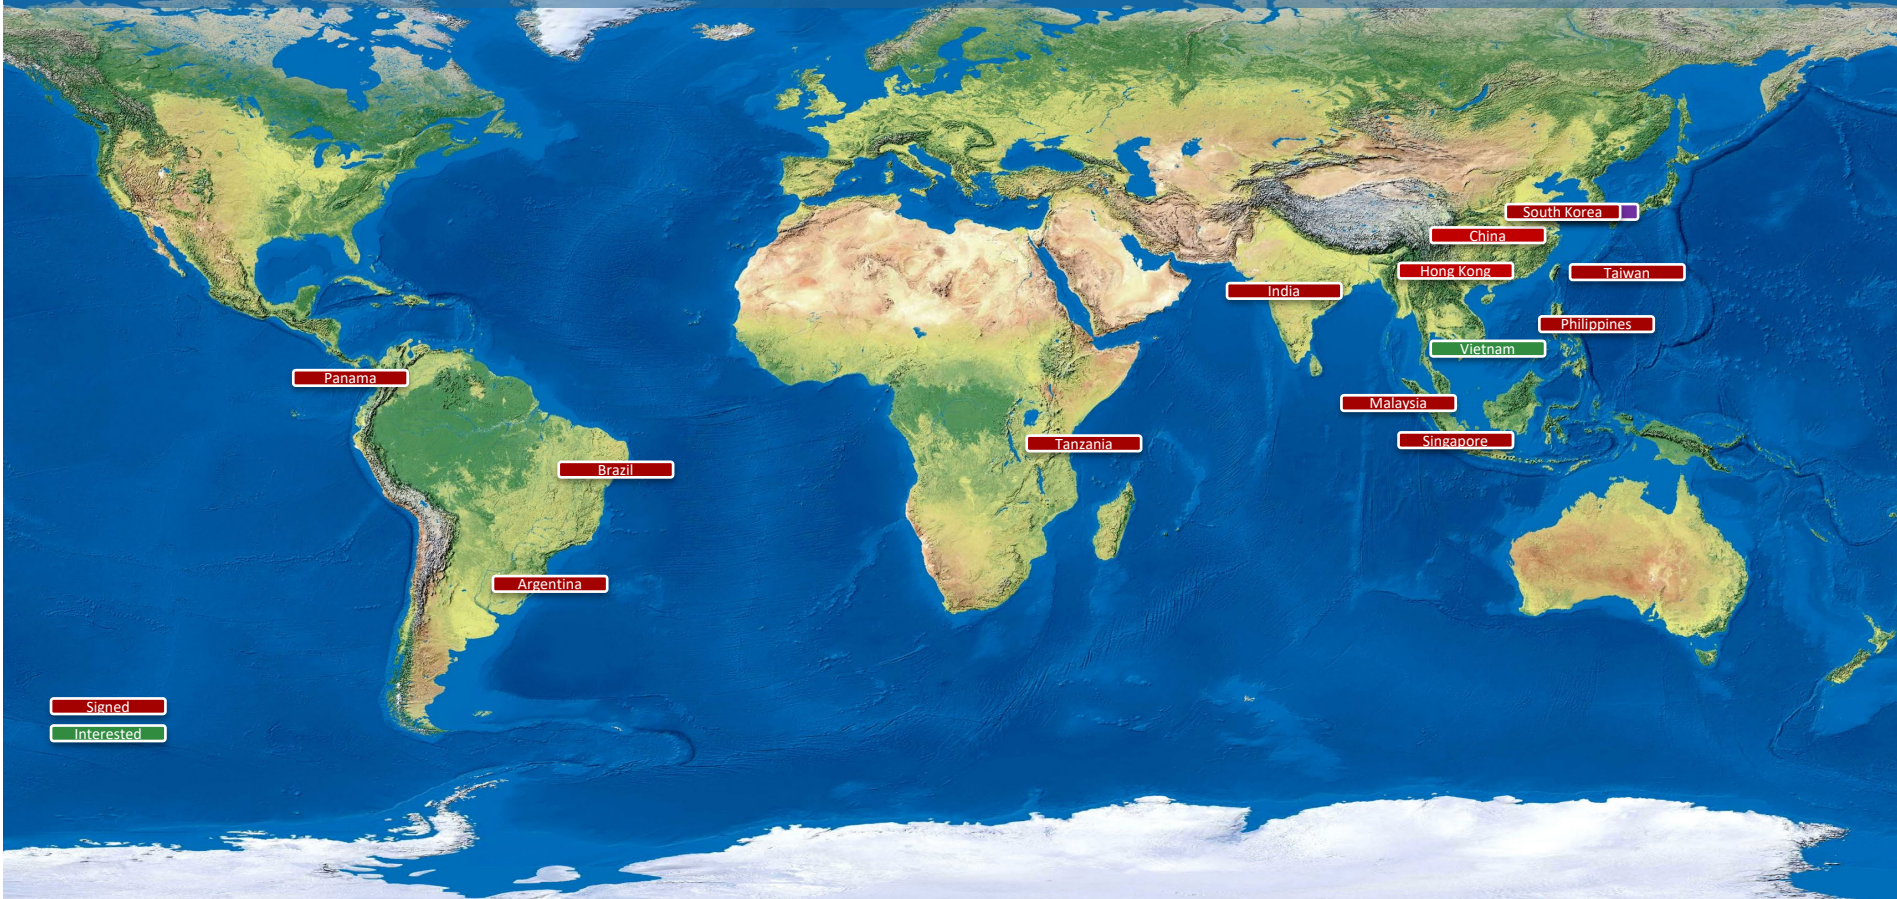 South Korea
China
Hong Kong
Taiwan
India
Philippines
Vietnam
Panama
Malaysia
Singapore
Tanzania
Brazil
Argentina
Signed
Interested